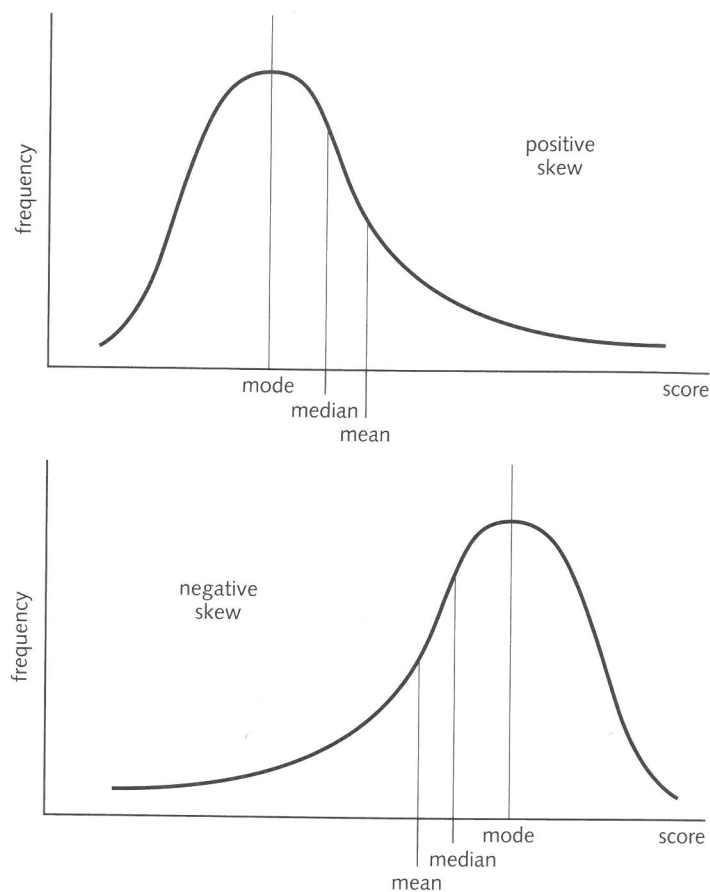 frequency
positive
skew
mode
score
median
mean
frequency
negative
skew
mode
score
median
mean